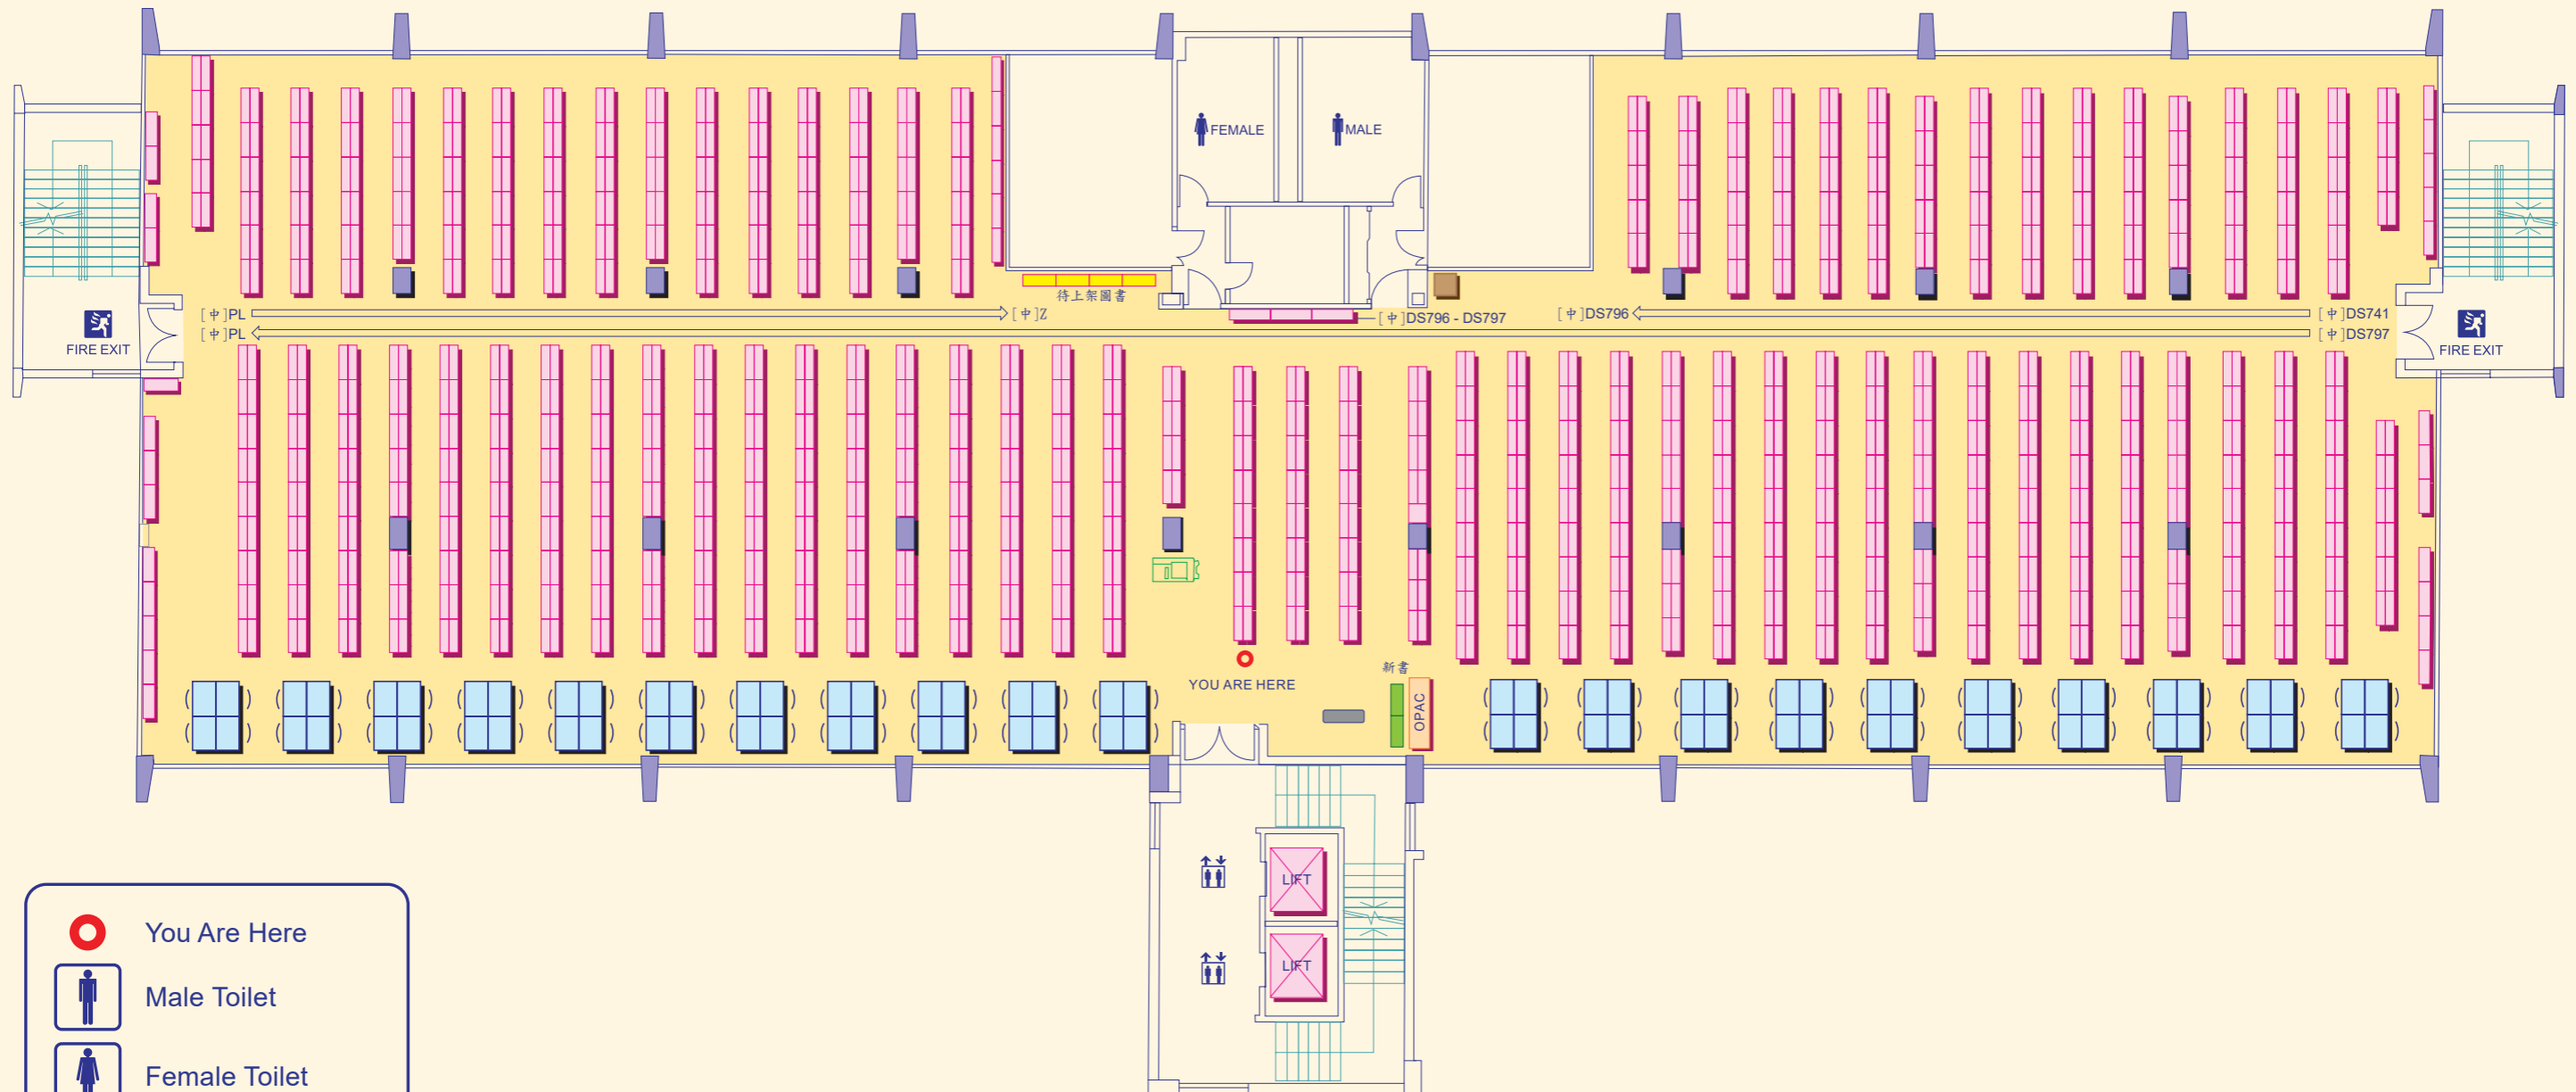 FEMALE
MALE
待上架圖書
[中]PL
[中]Z
[中]DS796 - DS797
[中]DS796
[中]DS741
[中]PL
[中]DS797
FIRE EXIT
FIRE EXIT
新書
YOU ARE HERE
OPAC
LIFT
LIFT
You Are Here
Male Toilet
Female Toilet